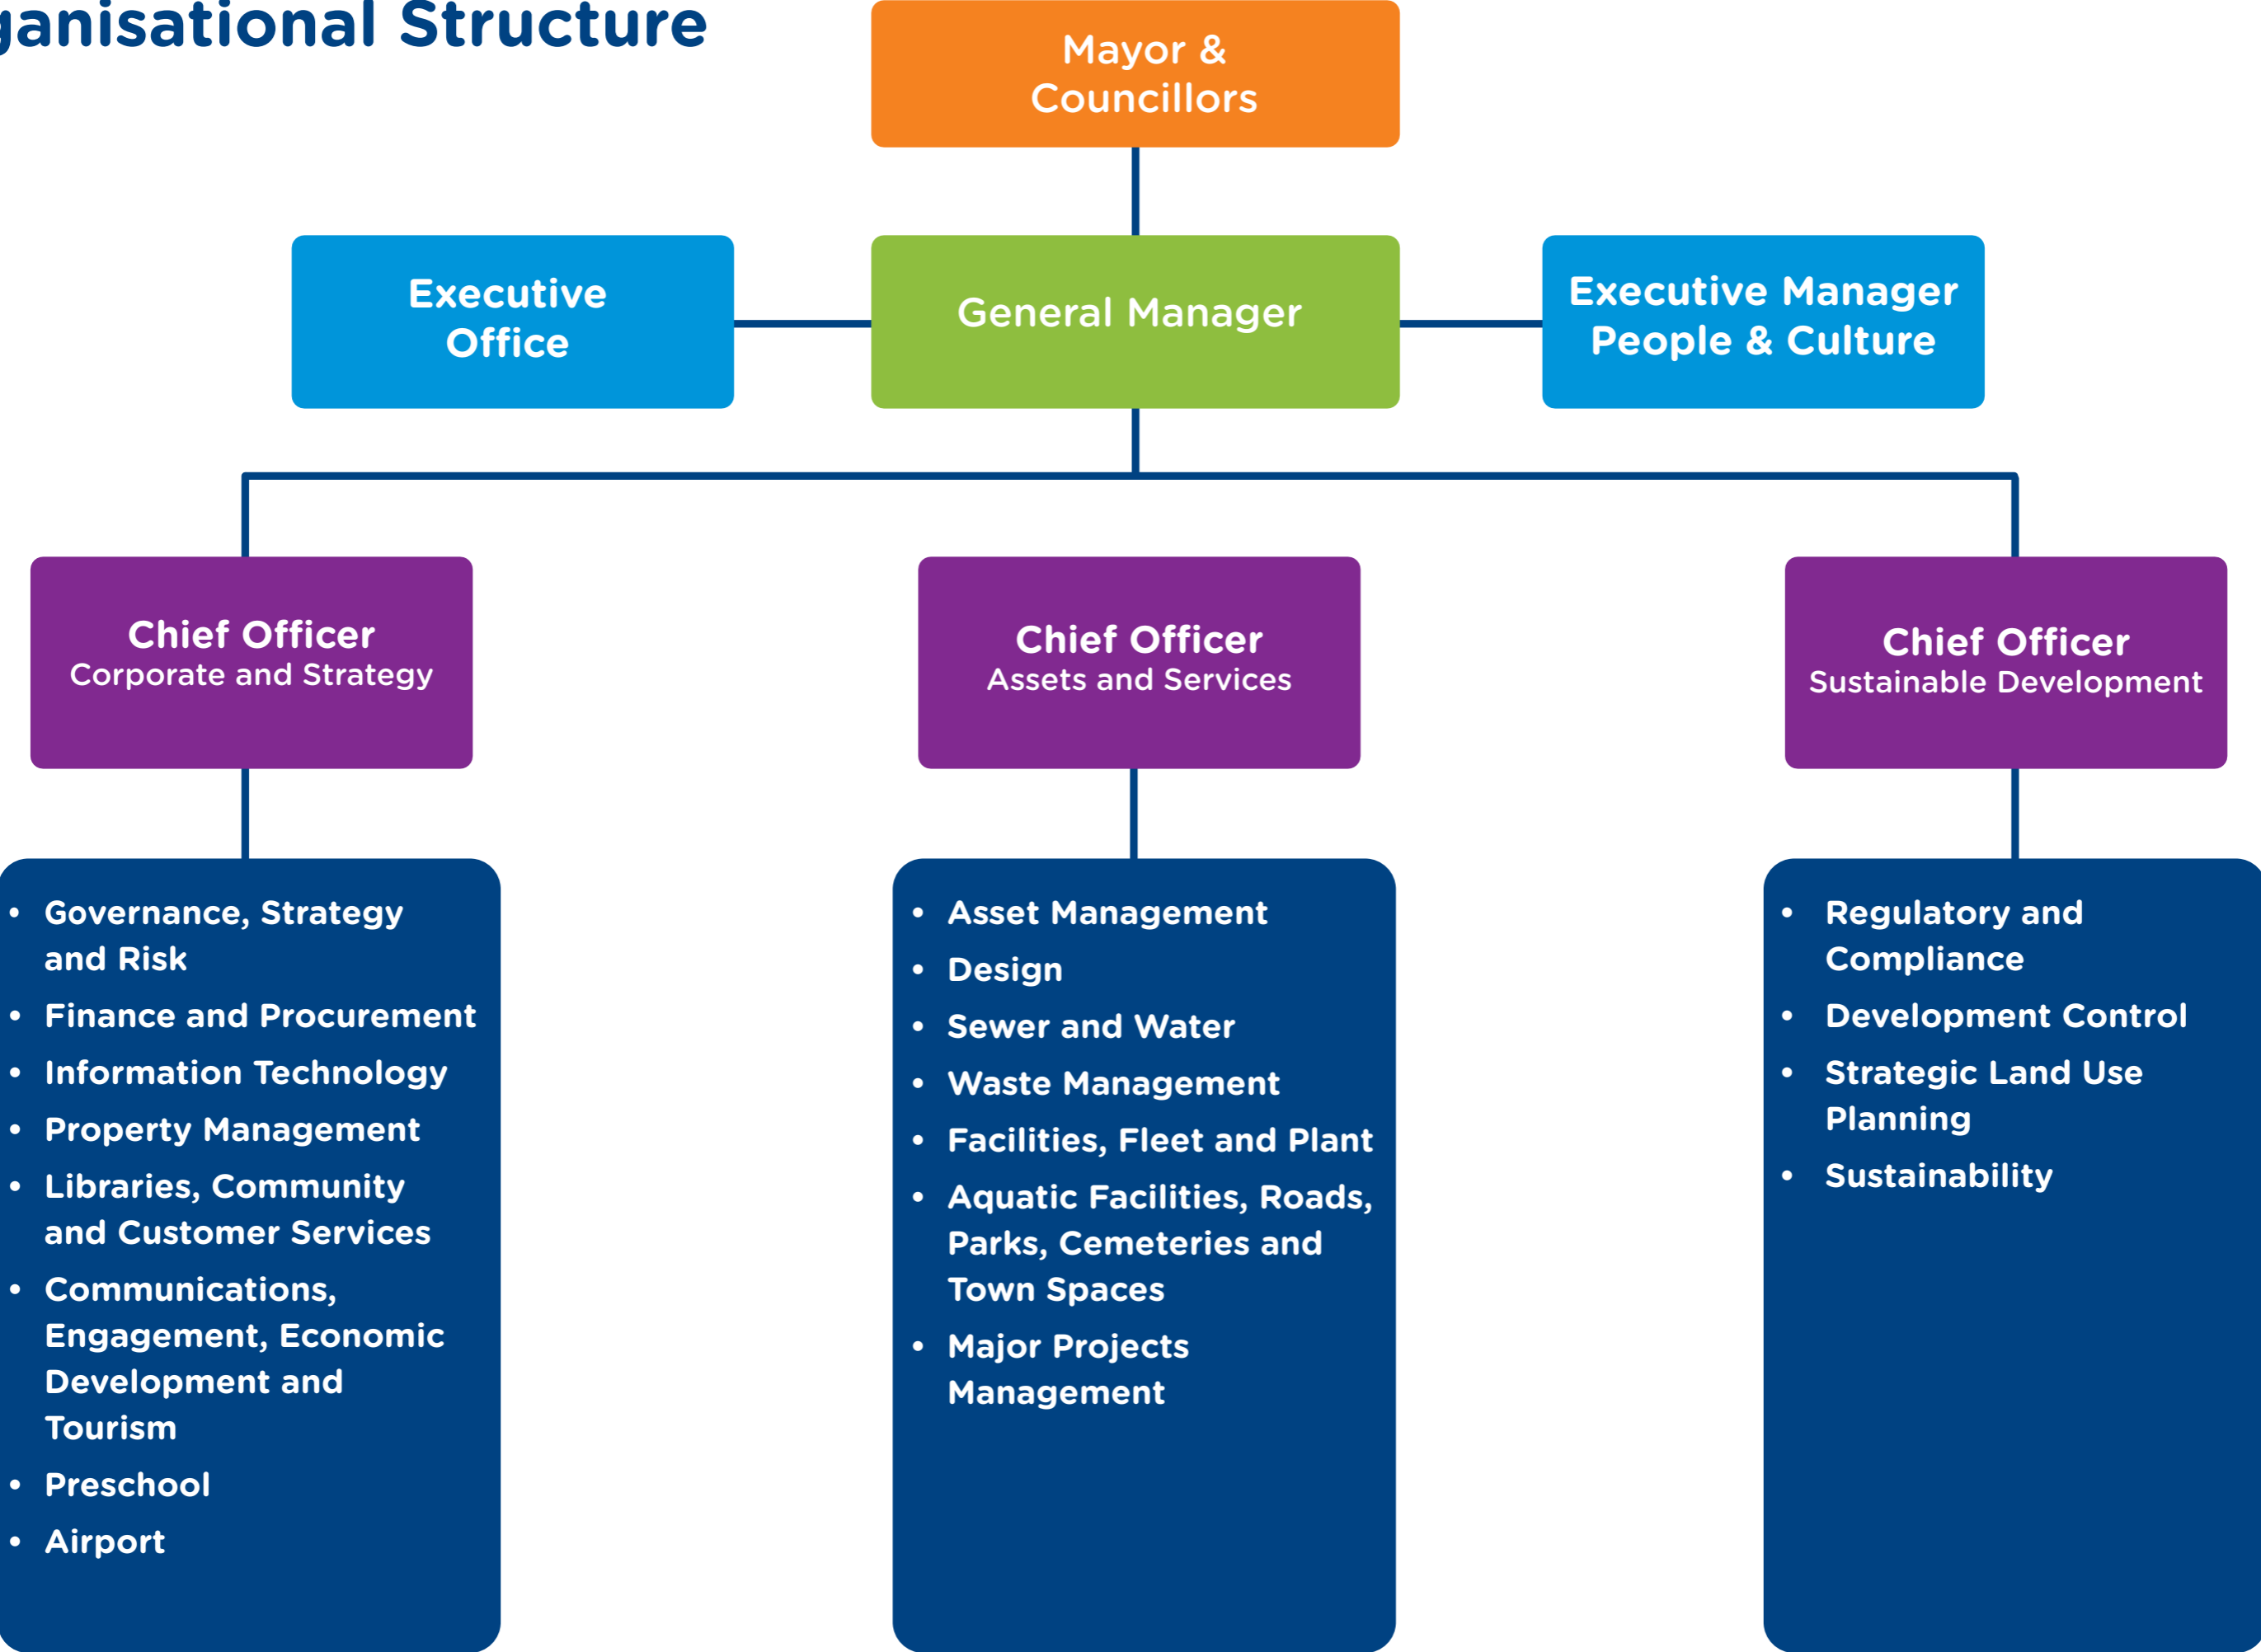 ganisational Structure
Mayor &
Councillors
Executive
Office
General Manager
Executive Manager
People & Culture
Chief Officer
Corporate and Strategy
Chief Officer
Assets and Services
Chief Officer
Sustainable Development
• Governance, Strategy
and Risk
• Finance and Procurement
• Information Technology
• Property Management
• Libraries, Community
and Customer Services
• Communications,
Engagement, Economic
Development and
Tourism
• Preschool
• Airport
• Asset Management
• Design
• Sewer and Water
• Waste Management
• Facilities, Fleet and Plant
• Aquatic Facilities, Roads,
Parks, Cemeteries and
Town Spaces
• Major Projects
Management
• Regulatory and
Compliance
• Development Control
• Strategic Land Use
Planning
• Sustainability